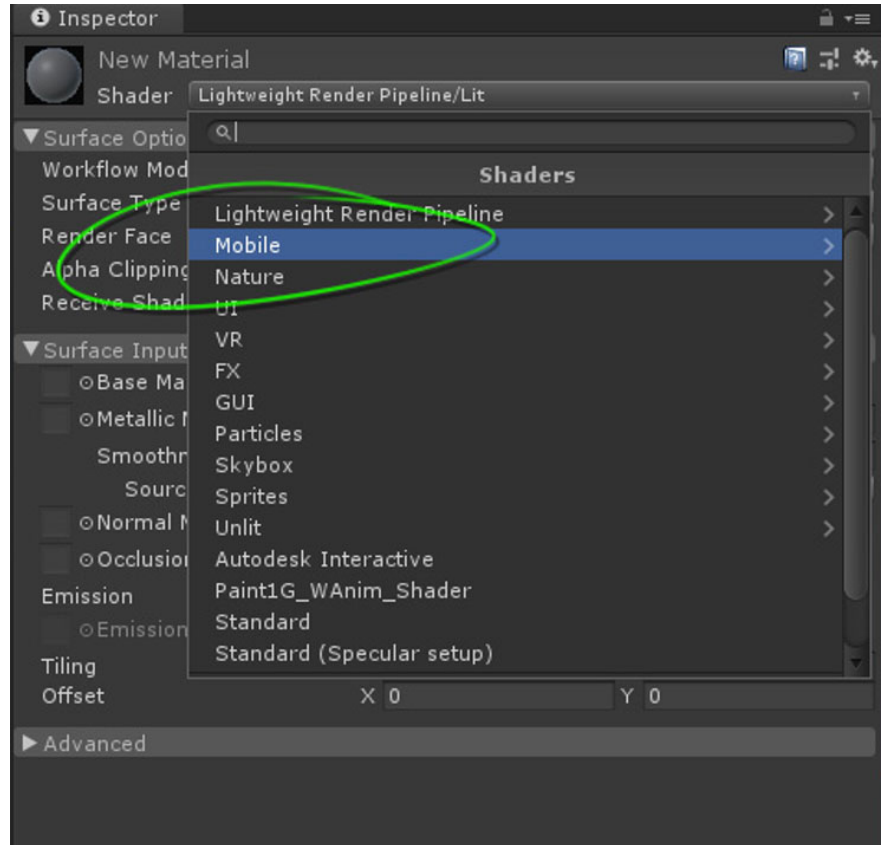 Inspector
New Material
Shader Lightweight Render Pipeline/Lit
Surface Optio
Shaders
Workflow Mod
Surface Type
Lightweight Render Pipeline
Render Face
Mobile
Alpha Clipping
Nature
Receive Shad
UI
VR
Surface Input
FX
Base Ma
GUI
Metallic M
Particles
Smoothn
Skybox
Sourc
Sprites
Normal M
Unlit
Occlusion
Autodesk Interactive
Emission
Paint1G_WAnim_Shader
Emission
Standard
Standard (Specular setup)
Tiling
Offset X 0 Y 0
Advanced